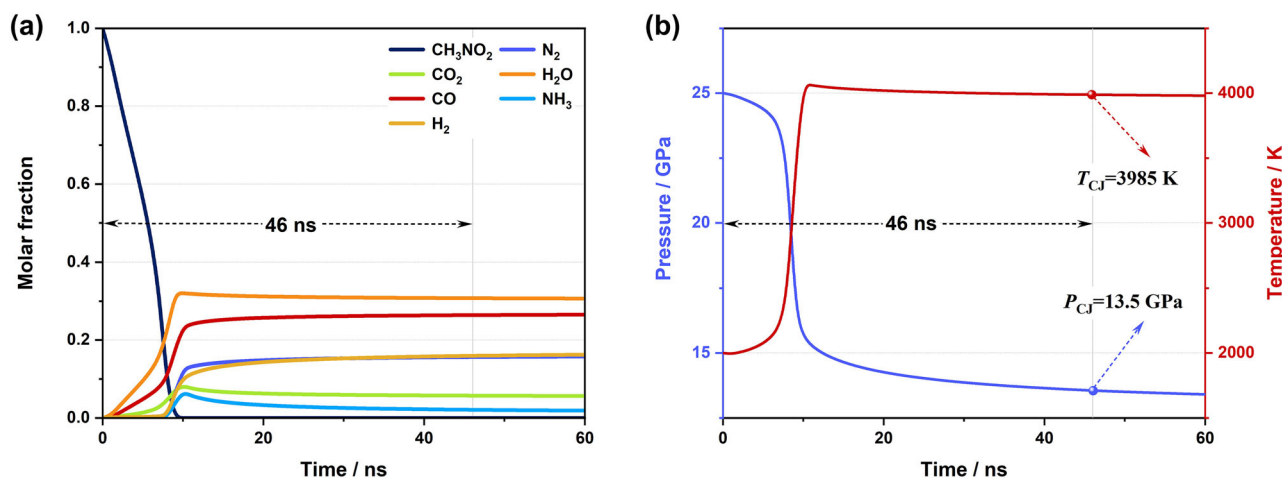 (a)
Molar fraction
1.0
0.8
0.6
0.4
0.2
0.0
CH₃NO₂
CO₂
CO
H₂
N₂
H₂O
NH₃
46 ns
0
20
40
60
Time / ns
(b)
Pressure / GPa
25
20
15
46 ns
T_CJ=3985 K
P_CJ=13.5 GPa
4000
3000
2000
Temperature / K
0
20
40
60
Time / ns